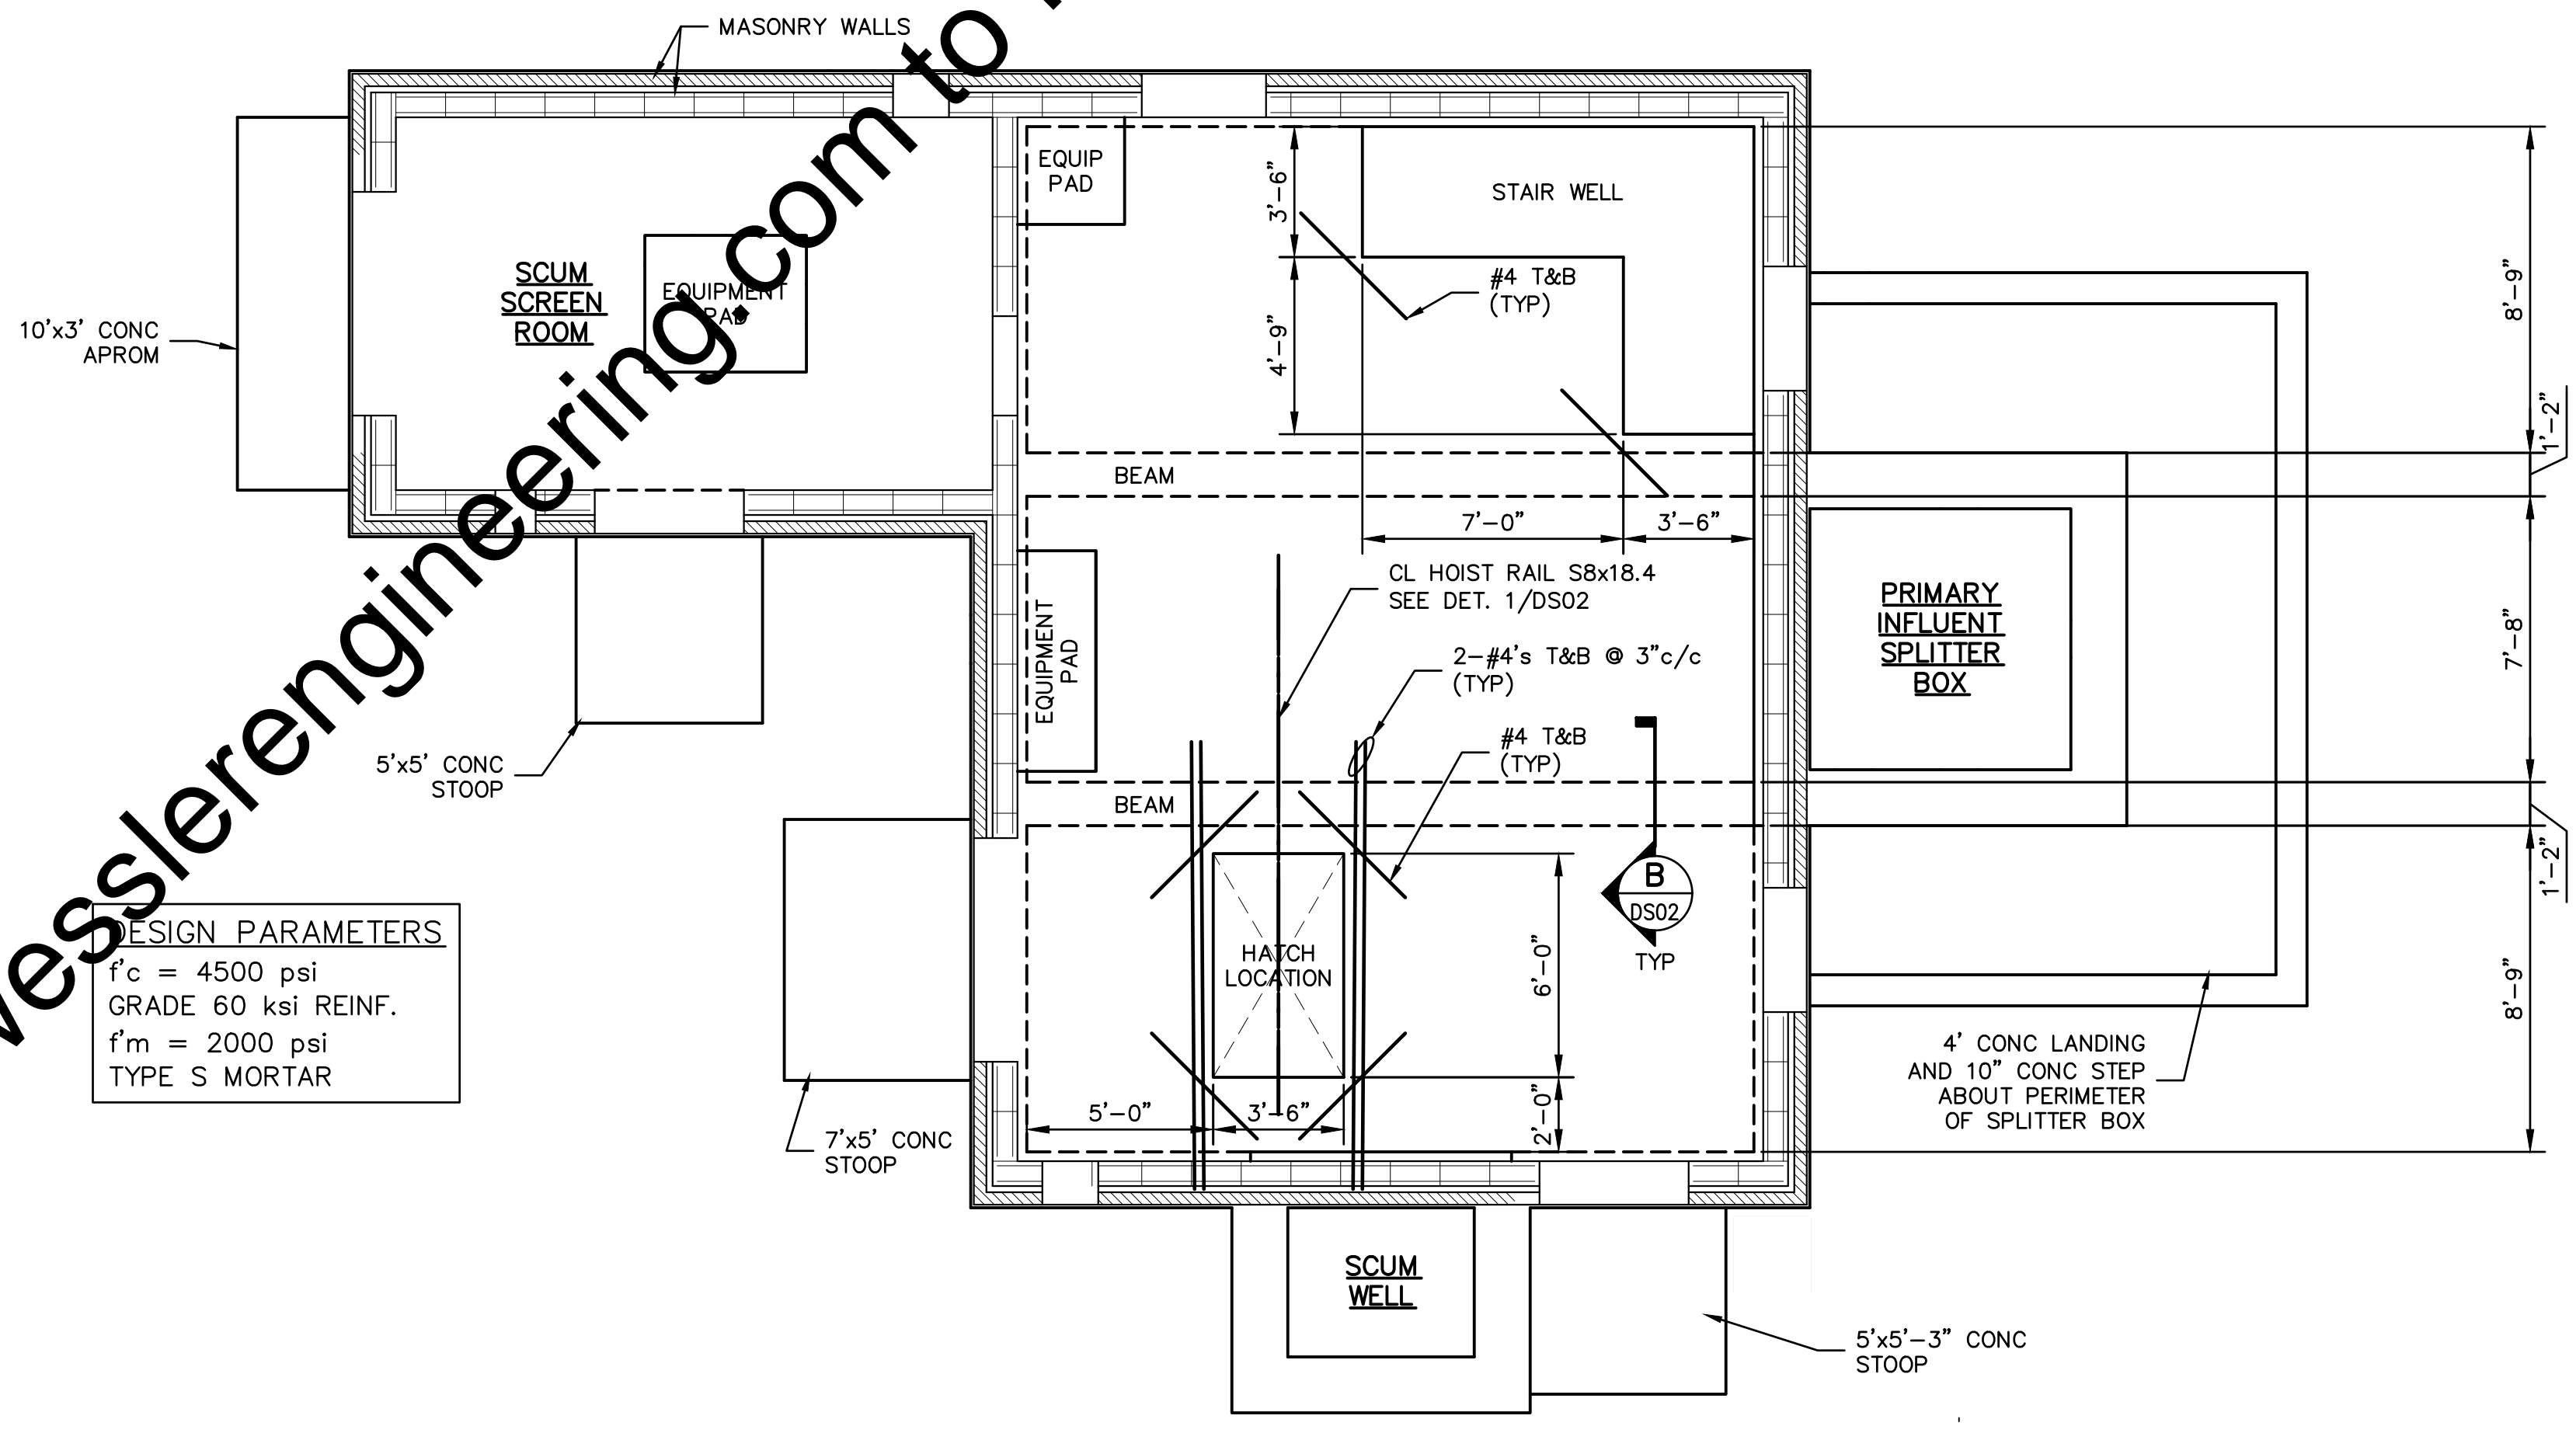 MASONRY WALLS
EQUIP
PAD
3'-6"
STAIR WELL
#4 T&B
(TYP)
4'-9"
8'-9"
SCUM
SCREEN
ROOM
EQUIPMENT
PAD
10'x3' CONC
APROM
1'-2"
BEAM
7'-0"
3'-6"
CL HOIST RAIL S8x18.4
SEE DET. 1/DS02
EQUIPMENT
PAD
2-#4's T&B @ 3"c/c
(TYP)
#4 T&B
(TYP)
PRIMARY
INFLUENT
SPLITTER
BOX
7'-8"
5'x5' CONC
STOOP
BEAM
1'-2"
B
DS02
TYP
HATCH
LOCATION
6'-0"
8'-9"
DESIGN PARAMETERS
f'c = 4500 psi
GRADE 60 ksi REINF.
f'm = 2000 psi
TYPE S MORTAR
5'-0"
3'-6"
2'-0"
4' CONC LANDING
AND 10" CONC STEP
ABOUT PERIMETER
OF SPLITTER BOX
7'x5' CONC
STOOP
SCUM
WELL
5'x5'-3" CONC
STOOP
vesslerengineering.com to